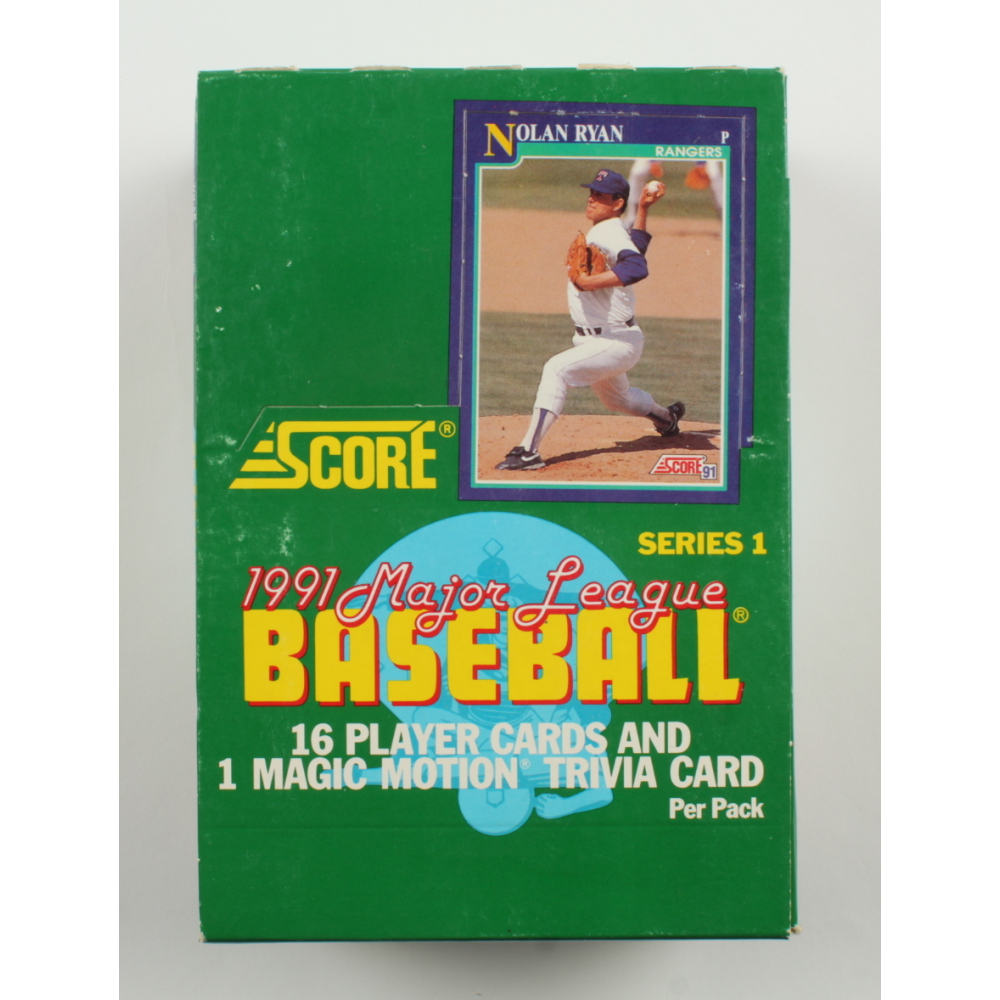 NOLAN RYAN P
RANGERS
SCORE 91
SCORE®
SERIES 1
1991 Major League
BASEBALL®
16 PLAYER CARDS AND
1 MAGIC MOTION® TRIVIA CARD
Per Pack